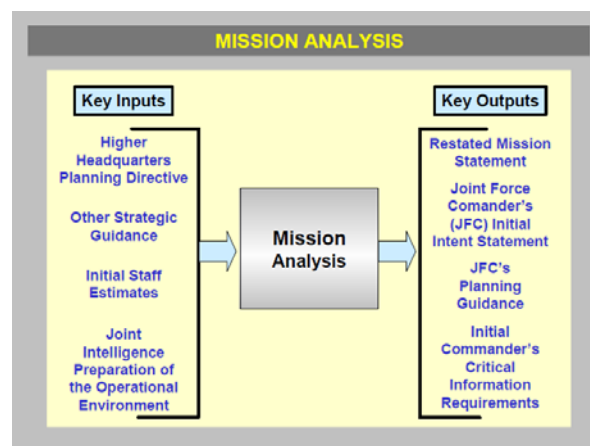 MISSION ANALYSIS
Key Inputs
Higher
Headquarters
Planning Directive
Other Strategic
Guidance
Initial Staff
Estimates
Joint
Intelligence
Preparation of
the Operational
Environment
Mission
Analysis
Key Outputs
Restated Mission
Statement
Joint Force
Comander's
(JFC) Initial
Intent Statement
JFC's
Planning
Guidance
Initial
Commander's
Critical
Information
Requirements